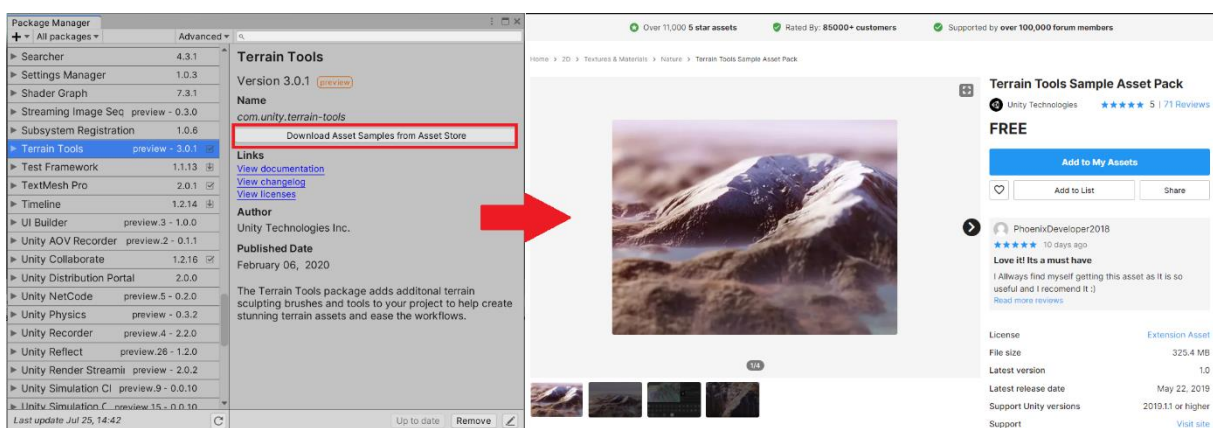 Package Manager
+ All packages Advanced
Searcher 4.3.1
Settings Manager 1.0.3
Shader Graph 7.3.1
Streaming Image Seq preview - 0.3.0
Subsystem Registration 1.0.6
Terrain Tools preview - 3.0.1
Test Framework 1.1.13
TextMesh Pro 2.0.1
Timeline 1.2.14
UI Builder preview.3 - 1.0.0
Unity AOV Recorder preview.2 - 0.1.1
Unity Collaborate 1.2.16
Unity Distribution Portal 2.0.0
Unity NetCode preview.5 - 0.2.0
Unity Physics preview - 0.3.2
Unity Recorder preview.4 - 2.2.0
Unity Reflect preview.26 - 1.2.0
Unity Render Streamin preview - 2.0.2
Unity Simulation Cl preview.9 - 0.0.10
Unity Simulation C preview.15 - 0.0.10
Last update Jul 25, 14:42
Terrain Tools
Version 3.0.1 preview
Name
com.unity.terrain-tools
Download Asset Samples from Asset Store
Links
View documentation
View changelog
View licenses
Author
Unity Technologies Inc.
Published Date
February 06, 2020
The Terrain Tools package adds additonal terrain
sculpting brushes and tools to your project to help create
stunning terrain assets and ease the workflows.
Up to date Remove
Over 11,000 5 star assets Rated By: 85000+ customers Supported by over 100,000 forum members
Home > 2D > Textures & Materials > Nature > Terrain Tools Sample Asset Pack
1/4
Terrain Tools Sample Asset Pack
Unity Technologies ★★★★★ 5 | 71 Reviews
FREE
Add to My Assets
Add to List Share
PhoenixDeveloper2018
★★★★★ 10 days ago
Love it! Its a must have
I Allways find myself getting this asset as it is so
useful and I recomend It :)
Read more reviews
License Extension Asset
File size 325.4 MB
Latest version 1.0
Latest release date May 22, 2019
Support Unity versions 2019.1.1 or higher
Support Visit site